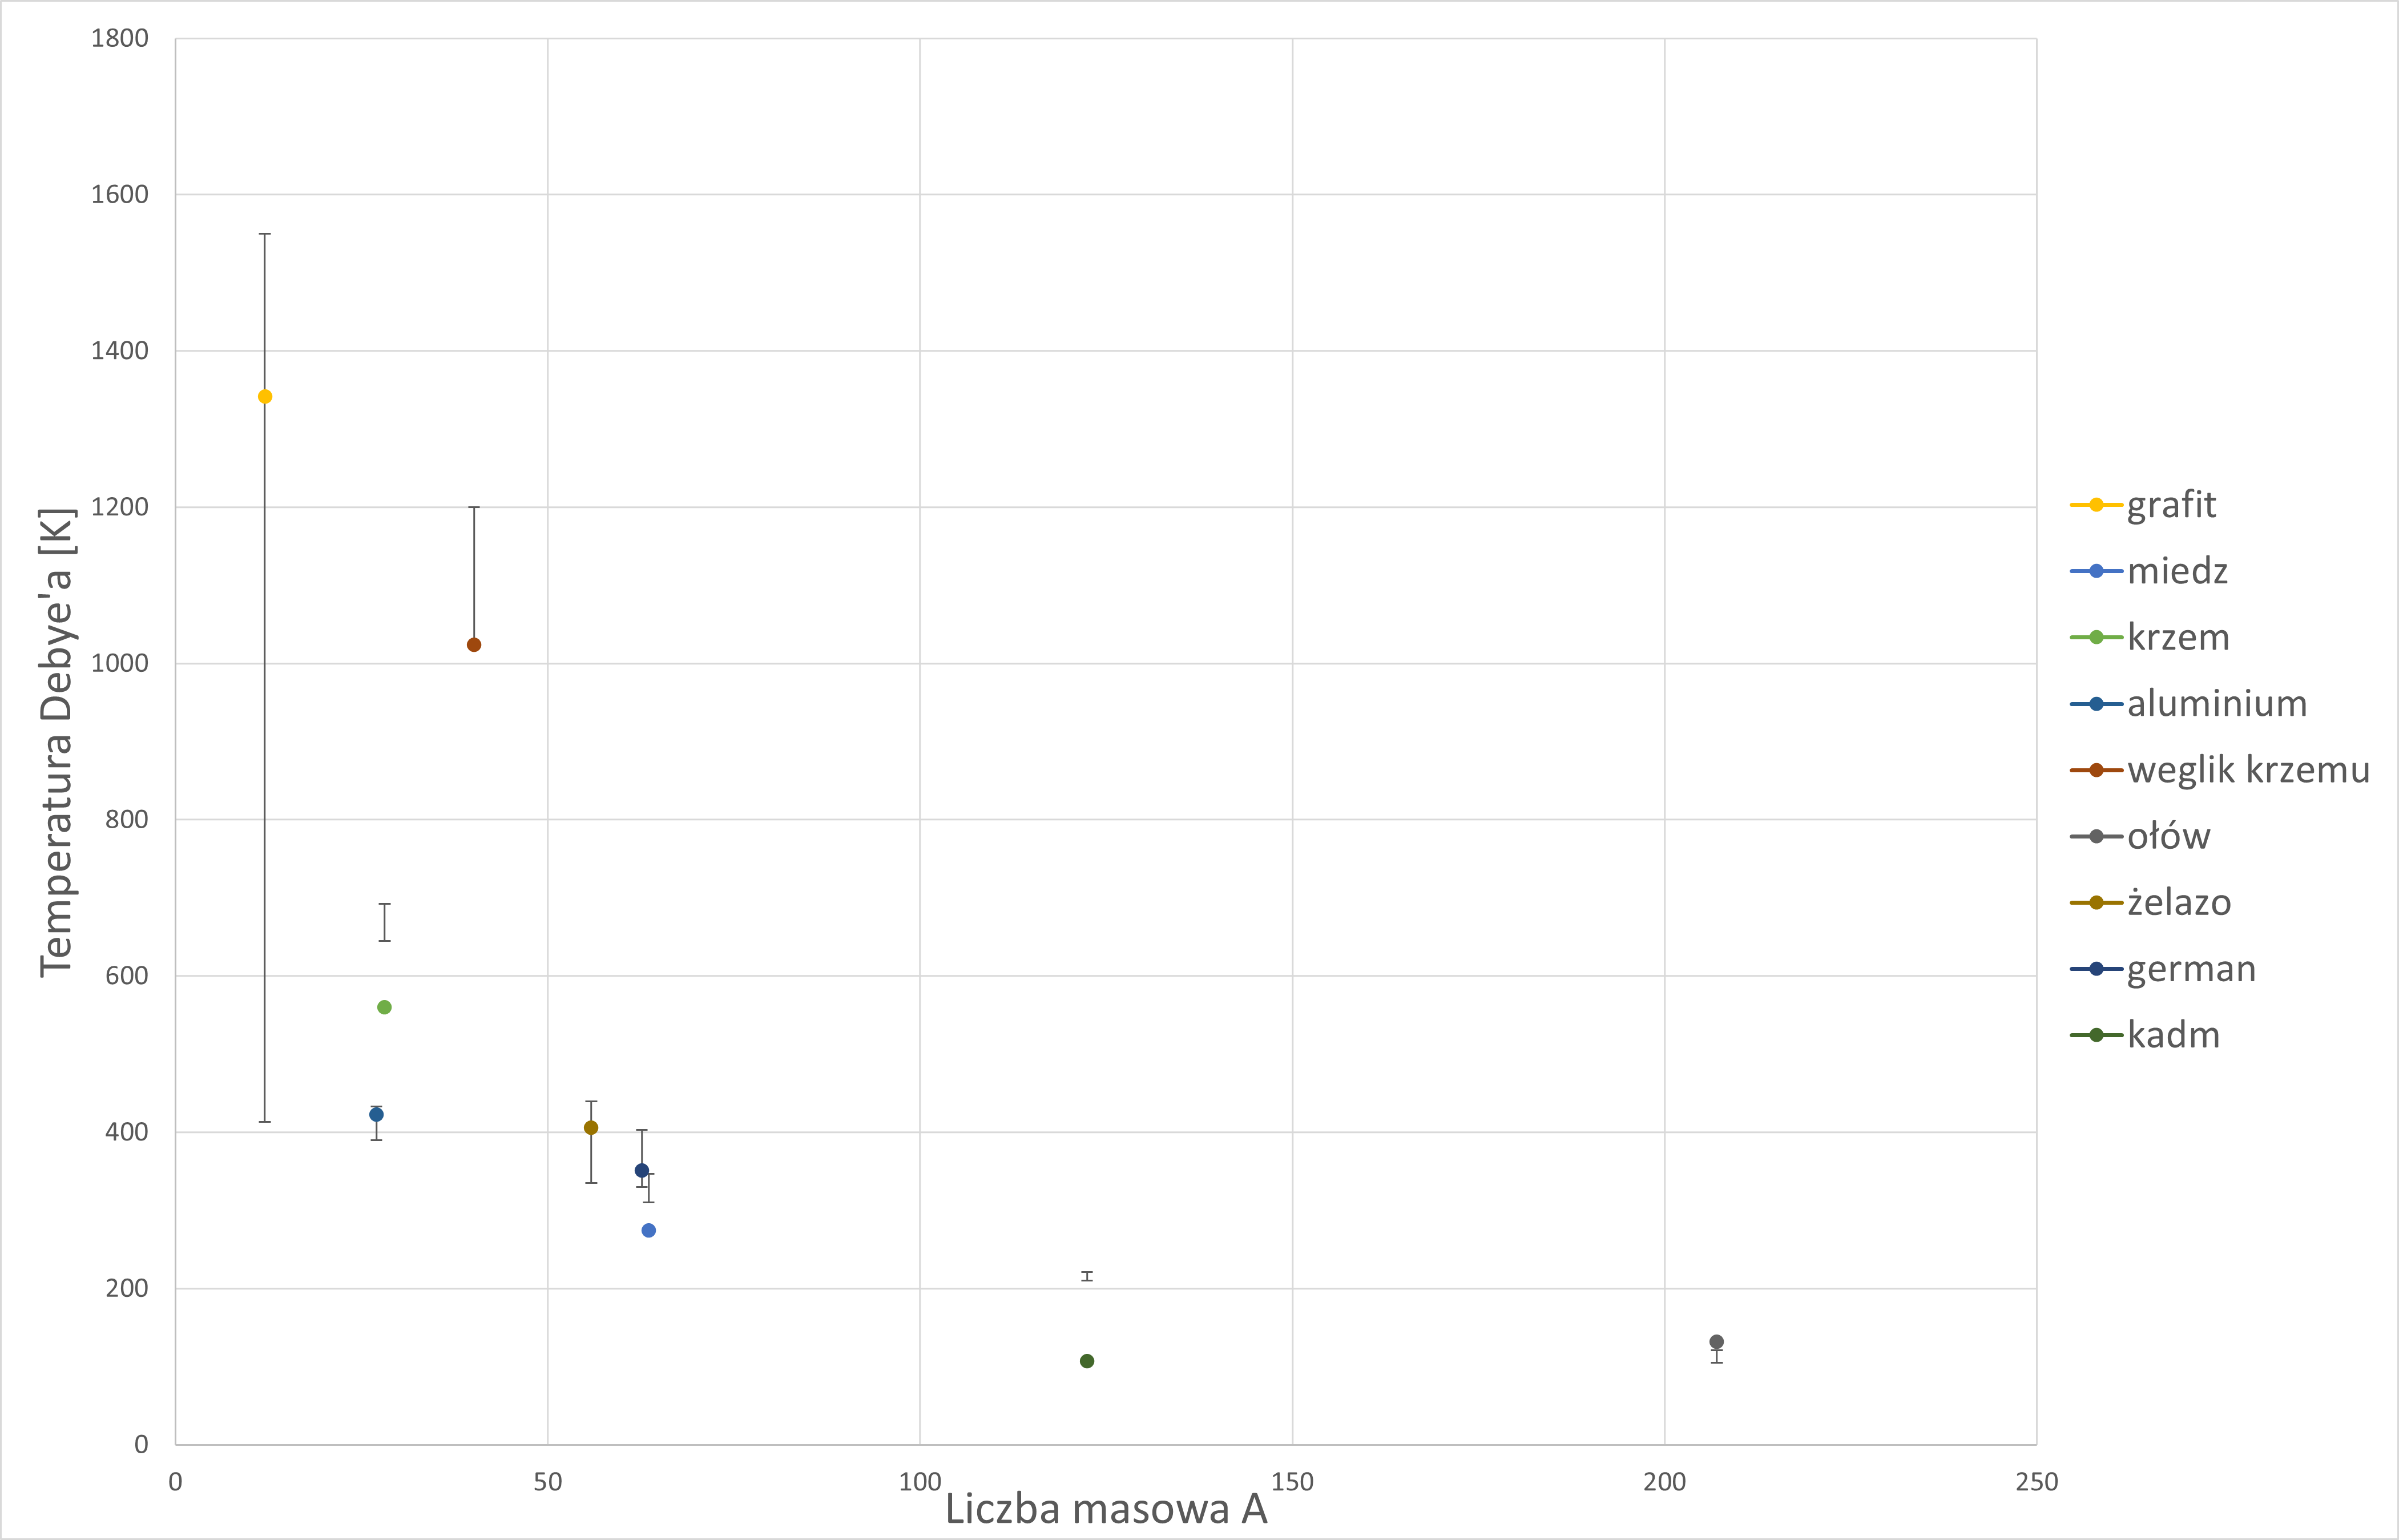 1800
1600
1400
1200
1000
800
600
400
200
0
Temperatura Debye'a [K]
0 50 100 150 200 250
Liczba masowa A
grafit
miedz
krzem
aluminium
weglik krzemu
ołów
żelazo
german
kadm